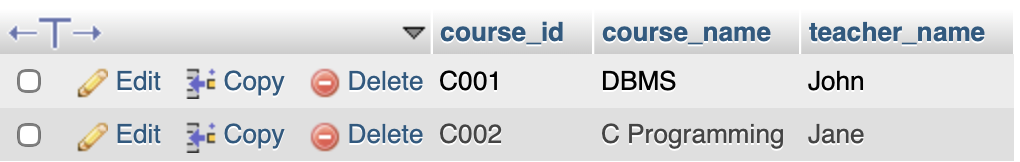 ←T→ course_id course_name teacher_name
Edit Copy Delete C001 DBMS John
Edit Copy Delete C002 C Programming Jane